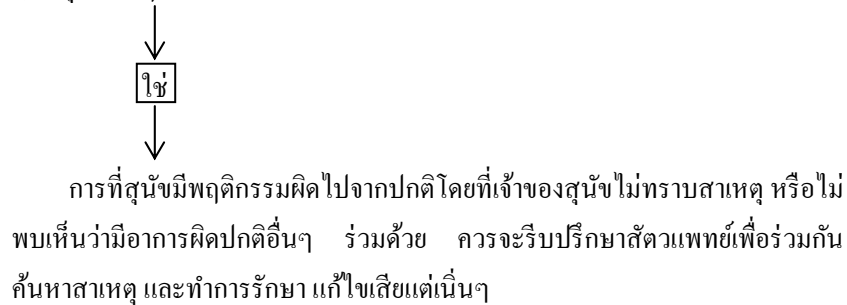 ใช่
การที่สุนัขมีพฤติกรรมผิดไปจากปกติโดยที่เจ้าของสุนัขไม่ทราบสาเหตุ หรือไม่
พบเห็นว่ามีอาการผิดปกติอื่นๆ ร่วมด้วย ควรจะรีบปรึกษาสัตวแพทย์เพื่อร่วมกัน
ค้นหาสาเหตุ และทำการรักษา แก้ไขเสียแต่เนิ่นๆ